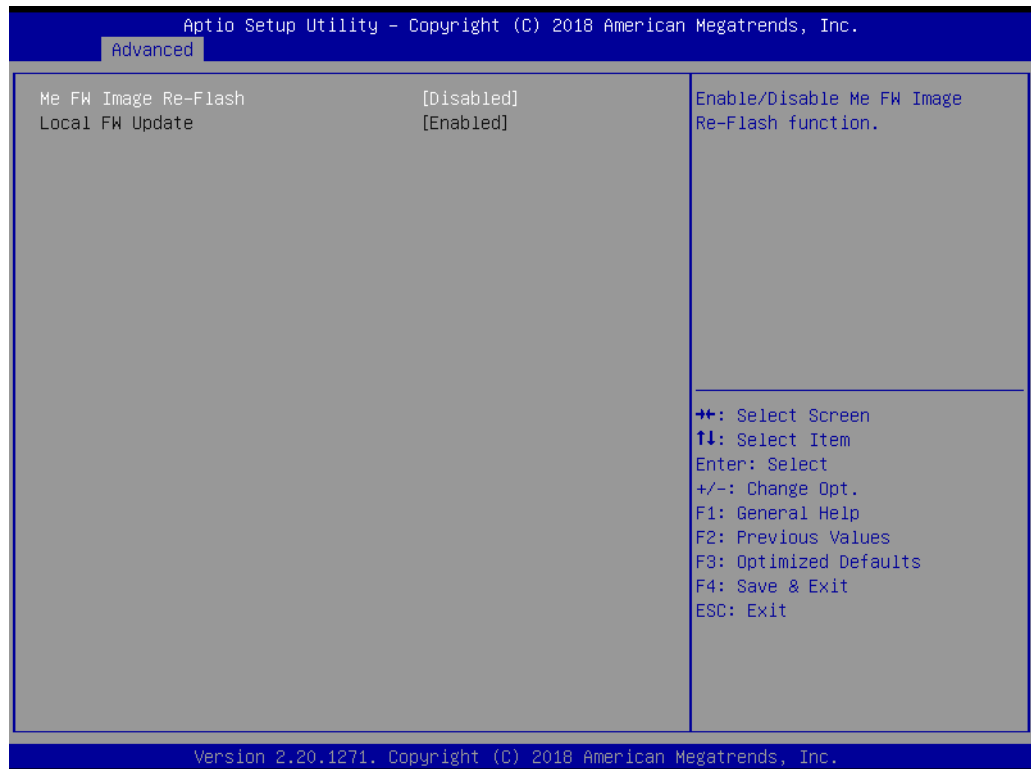 Aptio Setup Utility – Copyright (C) 2018 American Megatrends, Inc.
Advanced
Me FW Image Re-Flash [Disabled]
Local FW Update [Enabled]
Enable/Disable Me FW Image
Re-Flash function.
→←: Select Screen
↑↓: Select Item
Enter: Select
+/-: Change Opt.
F1: General Help
F2: Previous Values
F3: Optimized Defaults
F4: Save & Exit
ESC: Exit
Version 2.20.1271. Copyright (C) 2018 American Megatrends, Inc.